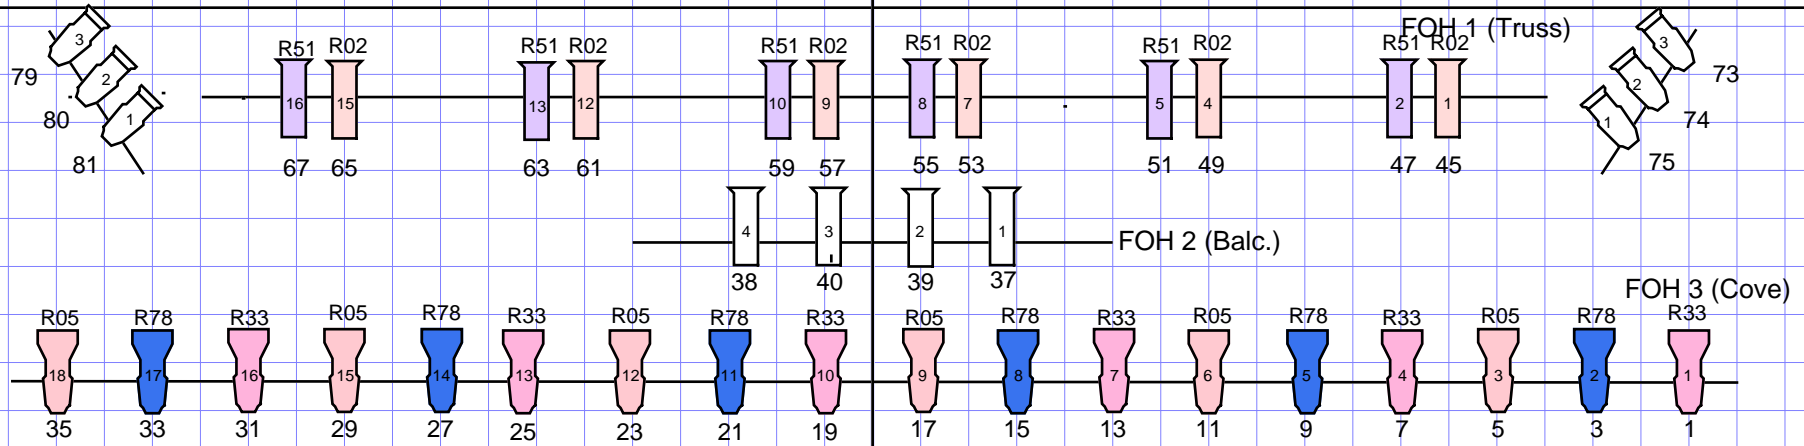 FOH 1 (Truss)
R51 R02 R51 R02 R51 R02 R51 R02 R51 R02 R51 R02
3 3
79 2 16 15 13 12 10 9 8 7 5 4 2 1 2 73
80 1 1 74
81 67 65 63 61 59 57 55 53 51 49 47 45 75
4 3 2 1 FOH 2 (Balc.)
38 40 39 37
FOH 3 (Cove)
R05 R78 R33 R05 R78 R33 R05 R78 R33 R05 R78 R33 R05 R78 R33 R05 R78 R33
18 17 16 15 14 13 12 11 10 9 8 7 6 5 4 3 2 1
35 33 31 29 27 25 23 21 19 17 15 13 11 9 7 5 3 1